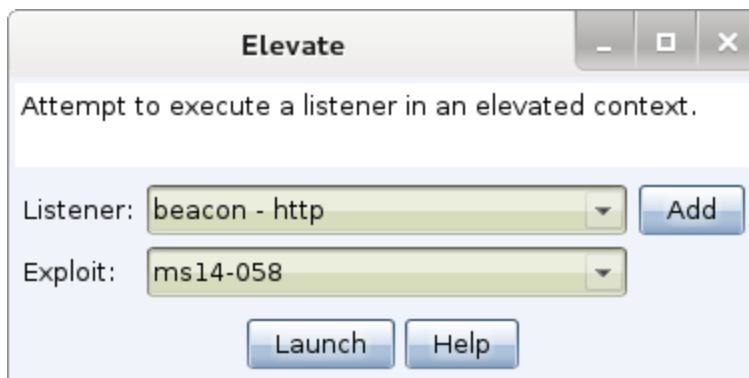 Elevate
Attempt to execute a listener in an elevated context.
Listener: beacon - http Add
Exploit: ms14-058
Launch Help